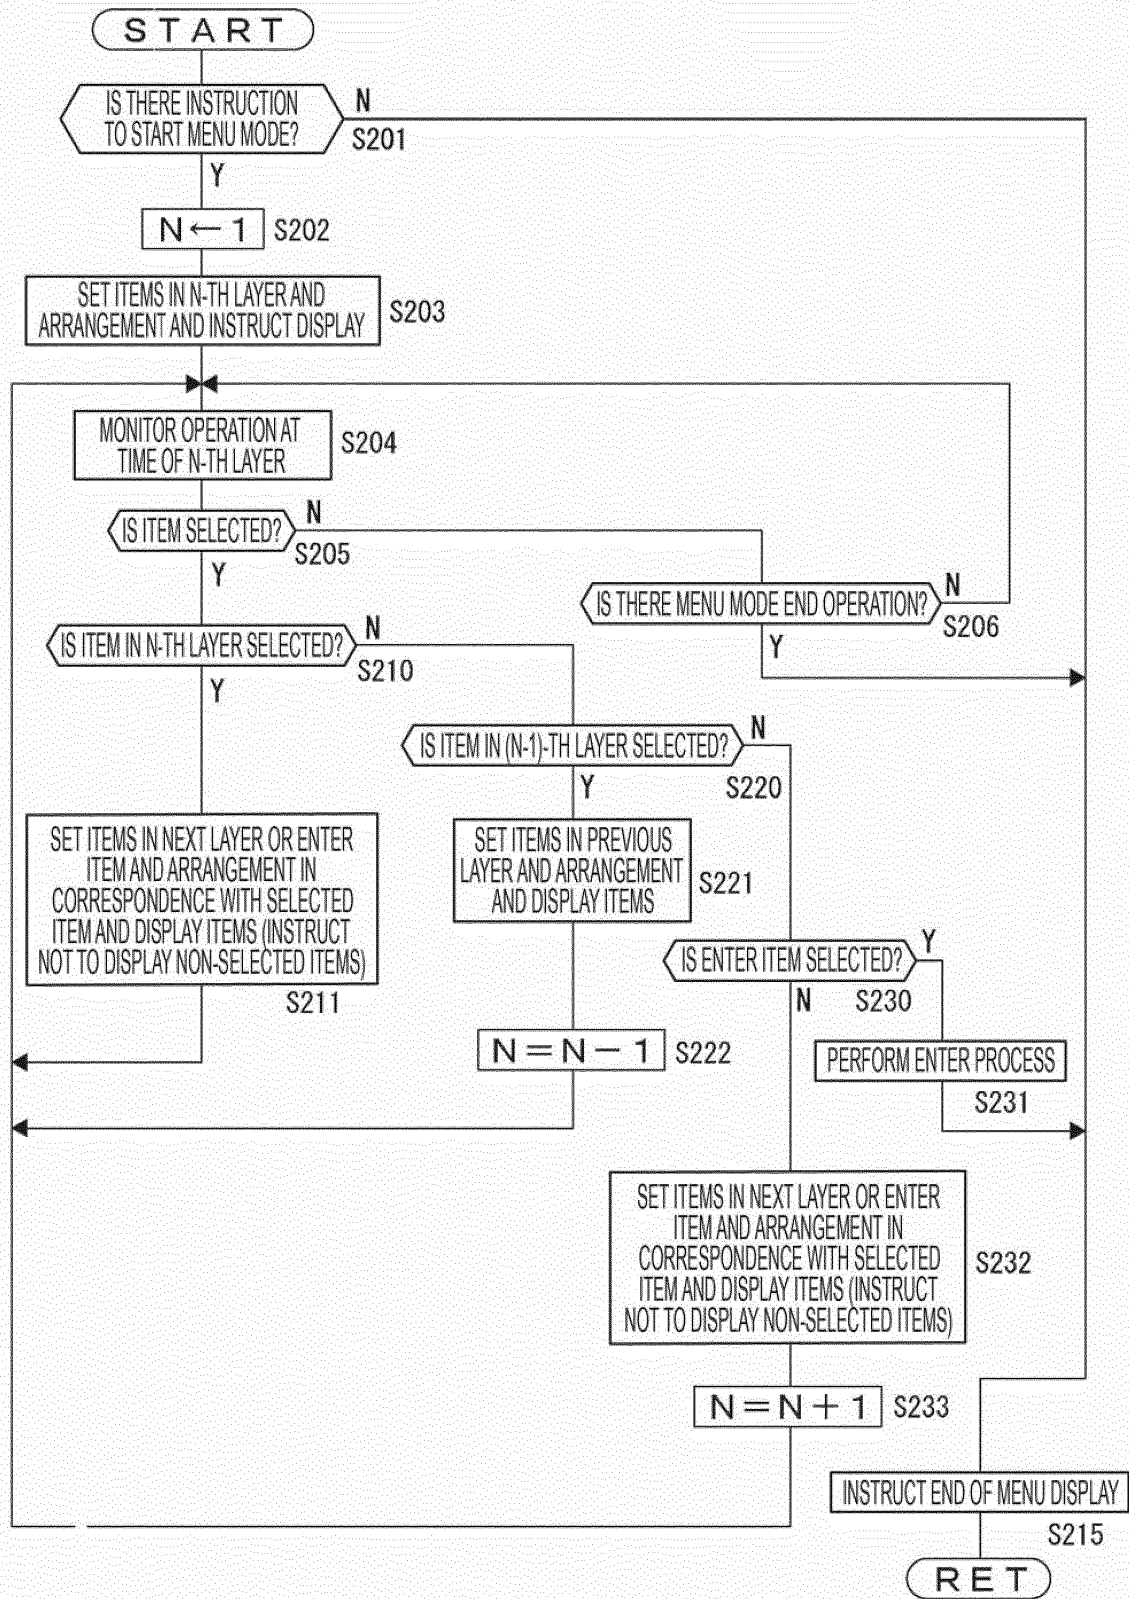 START
IS THERE INSTRUCTION
TO START MENU MODE?
N
S201
Y
N←1
S202
SET ITEMS IN N-TH LAYER AND
ARRANGEMENT AND INSTRUCT DISPLAY
S203
MONITOR OPERATION AT
TIME OF N-TH LAYER
S204
IS ITEM SELECTED?
N
S205
Y
IS THERE MENU MODE END OPERATION?
N
S206
Y
IS ITEM IN N-TH LAYER SELECTED?
N
S210
Y
IS ITEM IN (N-1)-TH LAYER SELECTED?
N
S220
Y
SET ITEMS IN NEXT LAYER OR ENTER
ITEM AND ARRANGEMENT IN
CORRESPONDENCE WITH SELECTED
ITEM AND DISPLAY ITEMS (INSTRUCT
NOT TO DISPLAY NON-SELECTED ITEMS)
S211
SET ITEMS IN PREVIOUS
LAYER AND ARRANGEMENT
AND DISPLAY ITEMS
S221
IS ENTER ITEM SELECTED?
Y
S230
N
N=N-1
S222
PERFORM ENTER PROCESS
S231
SET ITEMS IN NEXT LAYER OR ENTER
ITEM AND ARRANGEMENT IN
CORRESPONDENCE WITH SELECTED
ITEM AND DISPLAY ITEMS (INSTRUCT
NOT TO DISPLAY NON-SELECTED ITEMS)
S232
N=N+1
S233
INSTRUCT END OF MENU DISPLAY
S215
RET